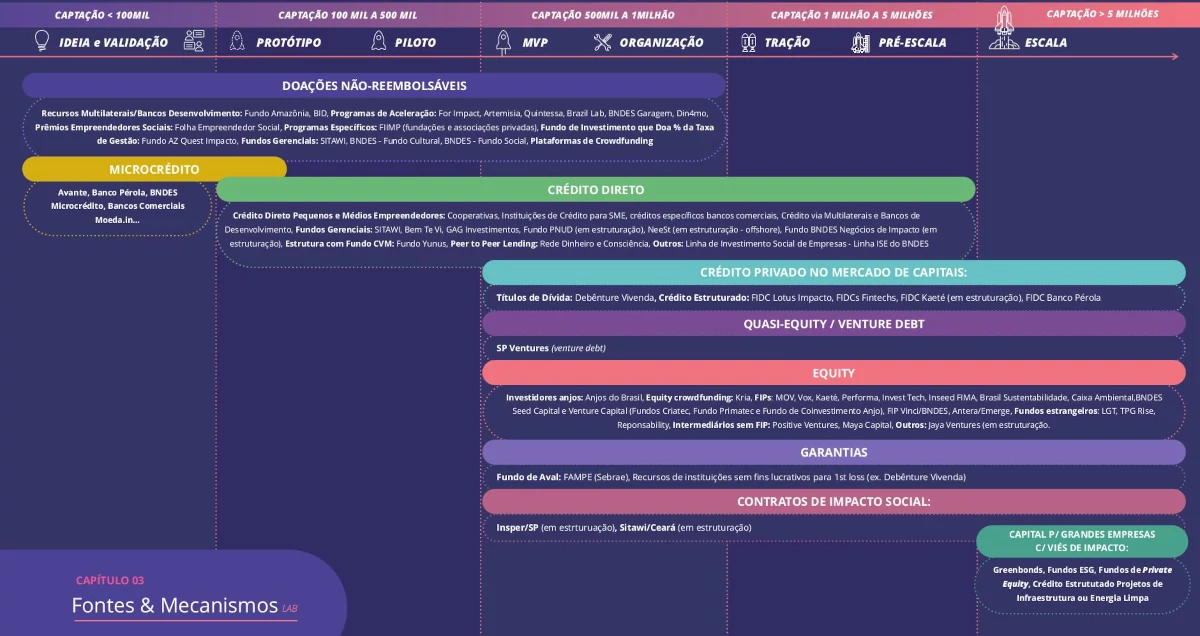 CAPTAÇÃO < 100MIL
CAPTAÇÃO 100 MIL A 500 MIL
CAPTAÇÃO 500MIL A 1MILHÃO
CAPTAÇÃO 1 MILHÃO A 5 MILHÕES
CAPTAÇÃO > 5 MILHÕES
IDEIA e VALIDAÇÃO
PROTÓTIPO
PILOTO
MVP
ORGANIZAÇÃO
TRAÇÃO
PRÉ-ESCALA
ESCALA
DOAÇÕES NÃO-REEMBOLSÁVEIS
Recursos Multilaterais/Bancos Desenvolvimento: Fundo Amazônia, BID, Programas de Aceleração: For Impact, Artemisia, Quintessa, Brazil Lab, BNDES Garagem, Din4mo,
Prêmios Empreendedores Sociais: Folha Empreendedor Social, Programas Específicos: FIIMP (fundações e associações privadas), Fundo de Investimento que Doa % da Taxa
de Gestão: Fundo AZ Quest Impacto, Fundos Gerenciais: SITAWI, BNDES - Fundo Cultural, BNDES - Fundo Social, Plataformas de Crowdfunding
MICROCRÉDITO
Avante, Banco Pérola, BNDES
Microcrédito, Bancos Comerciais
Moeda.in...
CRÉDITO DIRETO
Crédito Direto Pequenos e Médios Empreendedores: Cooperativas, Instituições de Crédito para SME, créditos específicos bancos comerciais, Crédito via Multilaterais e Bancos de
Desenvolvimento, Fundos Gerenciais: SITAWI, Bem Te Vi, GAG Investimentos, Fundo PNUD (em estruturação), NeeSt (em estruturação - offshore), Fundo BNDES Negócios de Impacto (em
estruturação), Estrutura com Fundo CVM: Fundo Yunus, Peer to Peer Lending: Rede Dinheiro e Consciência, Outros: Linha de Investimento Social de Empresas - Linha ISE do BNDES
CRÉDITO PRIVADO NO MERCADO DE CAPITAIS:
Títulos de Dívida: Debênture Vivenda, Crédito Estruturado: FIDC Lotus Impacto, FIDCs Fintechs, FIDC Kaeté (em estruturação), FIDC Banco Pérola
QUASI-EQUITY / VENTURE DEBT
SP Ventures (venture debt)
EQUITY
Investidores anjos: Anjos do Brasil, Equity crowdfunding: Kria, FIPs: MOV, Vox, Kaeté, Performa, Invest Tech, Inseed FIMA, Brasil Sustentabilidade, Caixa Ambiental,BNDES
Seed Capital e Venture Capital (Fundos Criatec, Fundo Primatec e Fundo de Coinvestimento Anjo), FIP Vinci/BNDES, Antera/Emerge, Fundos estrangeiros: LGT, TPG Rise,
Reponsability, Intermediários sem FIP: Positive Ventures, Maya Capital, Outros: Jaya Ventures (em estruturação.
GARANTIAS
Fundo de Aval: FAMPE (Sebrae), Recursos de instituições sem fins lucrativos para 1st loss (ex. Debênture Vivenda)
CONTRATOS DE IMPACTO SOCIAL:
Insper/SP (em estrturuação), Sitawi/Ceará (em estruturação)
CAPITAL P/ GRANDES EMPRESAS
C/ VIÉS DE IMPACTO:
Greenbonds, Fundos ESG, Fundos de Private
Equity, Crédito Estrututado Projetos de
Infraestrutura ou Energia Limpa
CAPÍTULO 03
Fontes & Mecanismos LAB